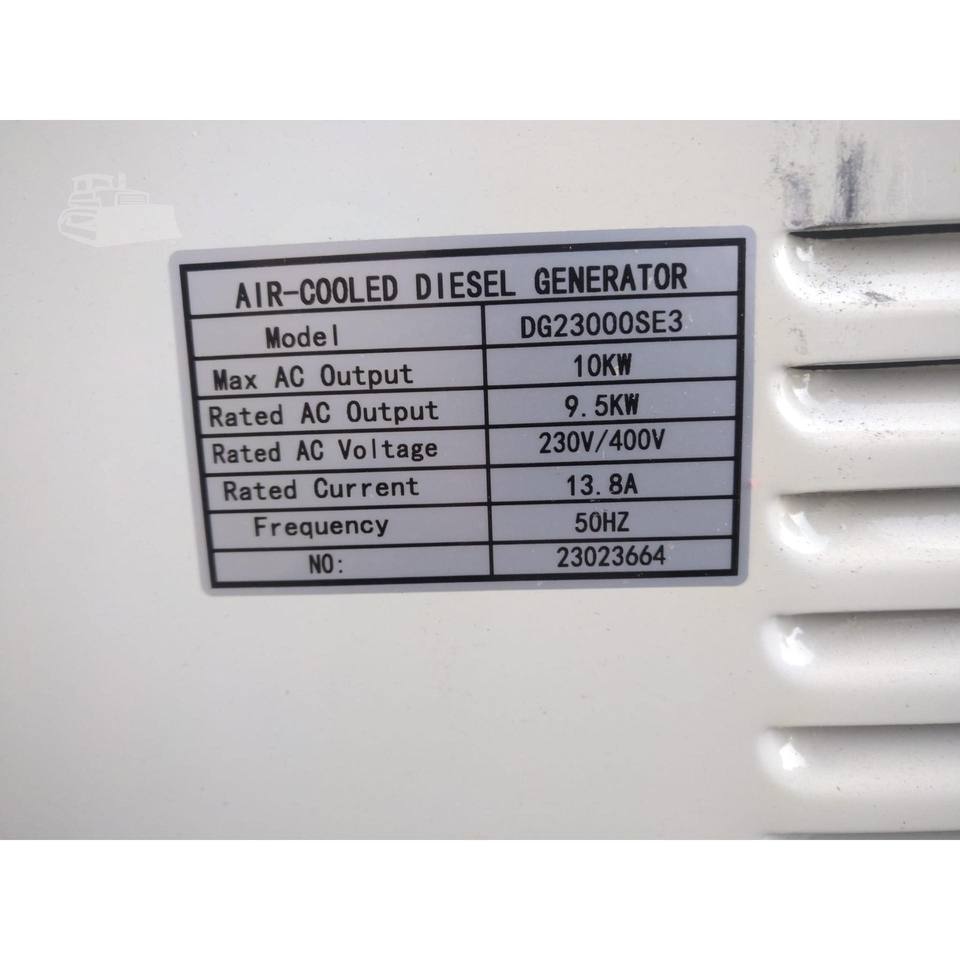 AIR-COOLED DIESEL GENERATOR
Model DG23000SE3
Max AC Output 10KW
Rated AC Output 9.5KW
Rated AC Voltage 230V/400V
Rated Current 13.8A
Frequency 50HZ
NO: 23023664